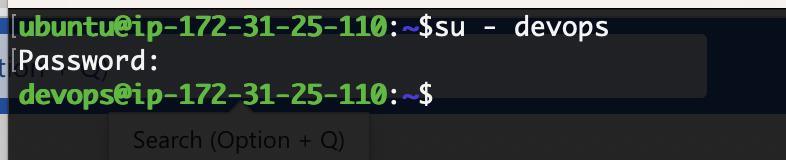 [ubuntu@ip-172-31-25-110:~$su - devops
[Password:
devops@ip-172-31-25-110:~$
Search (Option + Q)